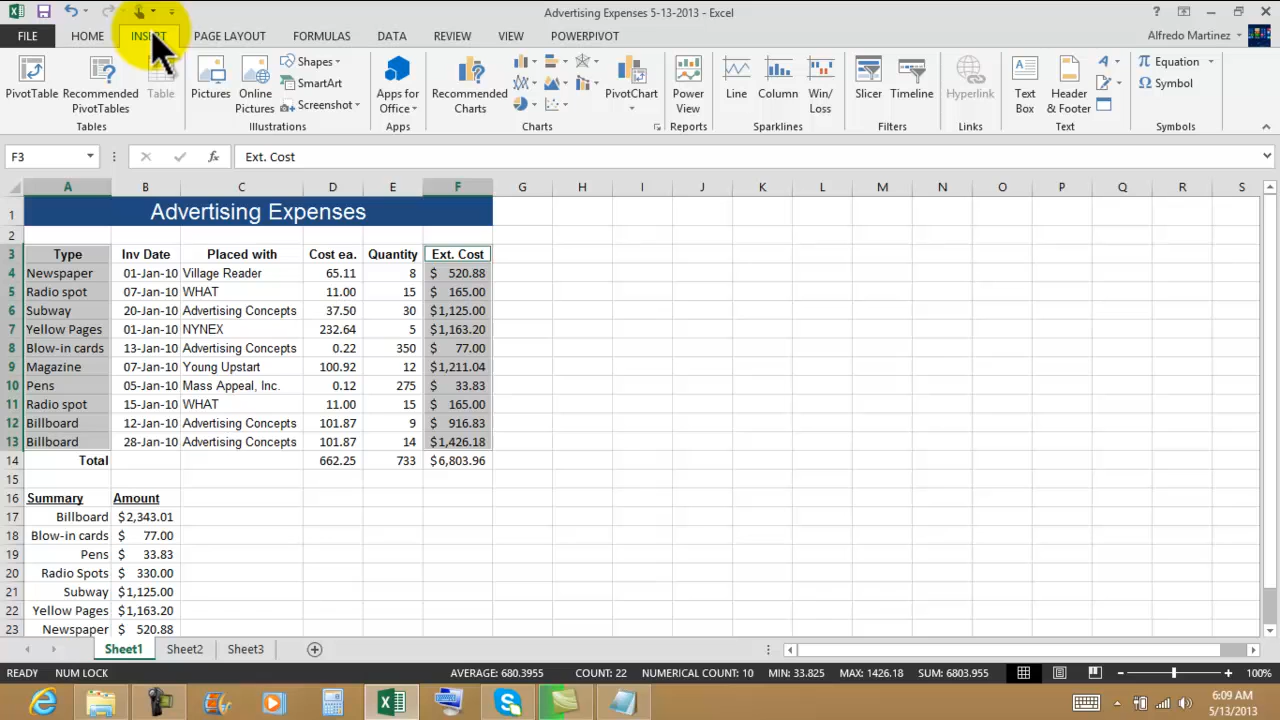 Advertising Expenses 5-13-2013 - Excel
FILE HOME INSERT PAGE LAYOUT FORMULAS DATA REVIEW VIEW POWERPIVOT Alfredo Martinez
PivotTable Recommended PivotTables Table Pictures Online Pictures Shapes SmartArt Screenshot Apps for Office Recommended Charts PivotChart Power View Line Column Win/Loss Slicer Timeline Hyperlink Text Box Header & Footer Equation Symbol
Tables Illustrations Apps Charts Reports Sparklines Filters Links Text Symbols
F3 fx Ext. Cost
A B C D E F G H I J K L M N O P Q R S
1 Advertising Expenses
2
3 Type Inv Date Placed with Cost ea. Quantity Ext. Cost
4 Newspaper 01-Jan-10 Village Reader 65.11 8 $ 520.88
5 Radio spot 07-Jan-10 WHAT 11.00 15 $ 165.00
6 Subway 20-Jan-10 Advertising Concepts 37.50 30 $1,125.00
7 Yellow Pages 01-Jan-10 NYNEX 232.64 5 $1,163.20
8 Blow-in cards 13-Jan-10 Advertising Concepts 0.22 350 $ 77.00
9 Magazine 07-Jan-10 Young Upstart 100.92 12 $1,211.04
10 Pens 05-Jan-10 Mass Appeal, Inc. 0.12 275 $ 33.83
11 Radio spot 15-Jan-10 WHAT 11.00 15 $ 165.00
12 Billboard 12-Jan-10 Advertising Concepts 101.87 9 $ 916.83
13 Billboard 28-Jan-10 Advertising Concepts 101.87 14 $1,426.18
14 Total 662.25 733 $6,803.96
15
16 Summary Amount
17 Billboard $2,343.01
18 Blow-in cards $ 77.00
19 Pens $ 33.83
20 Radio Spots $ 330.00
21 Subway $1,125.00
22 Yellow Pages $1,163.20
23 Newspaper $ 520.88
Sheet1 Sheet2 Sheet3
READY NUM LOCK AVERAGE: 680.3955 COUNT: 22 NUMERICAL COUNT: 10 MIN: 33.825 MAX: 1426.18 SUM: 6803.955 100%
6:09 AM
5/13/2013